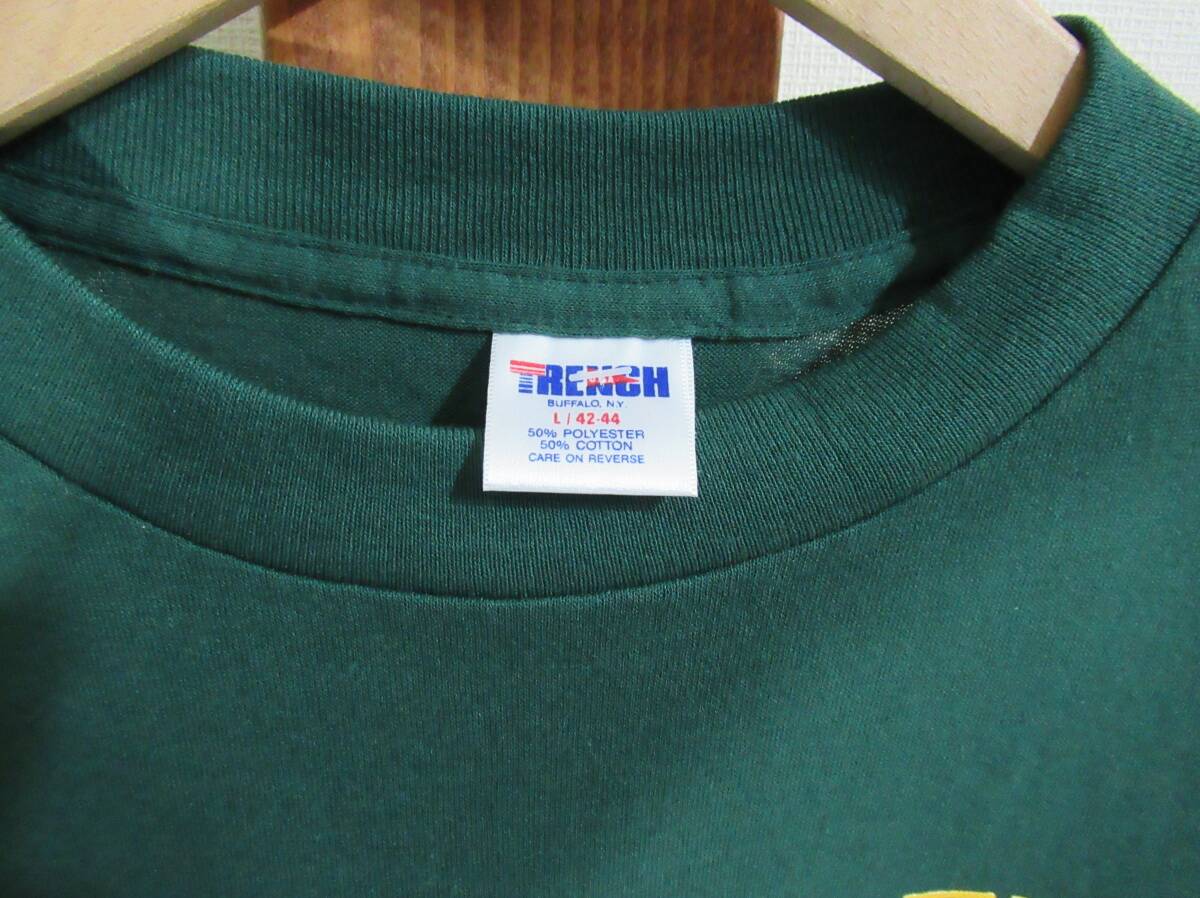 TRENCH
BUFFALO, N.Y.
L / 42-44
50% POLYESTER
50% COTTON
CARE ON REVERSE